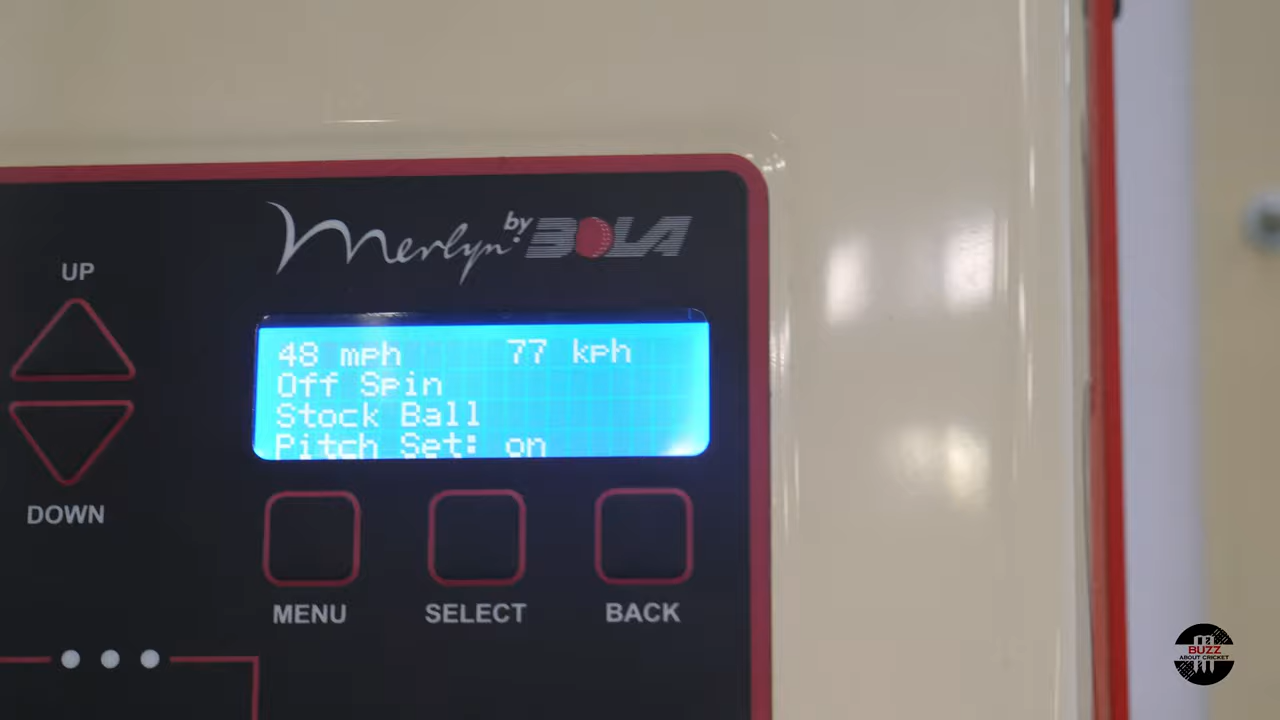 Merlyn by BOLA
UP
48 mph 77 kph
Off Spin
Stock Ball
Pitch Set: on
DOWN
MENU SELECT BACK
BUZZ
ABOUT CRICKET